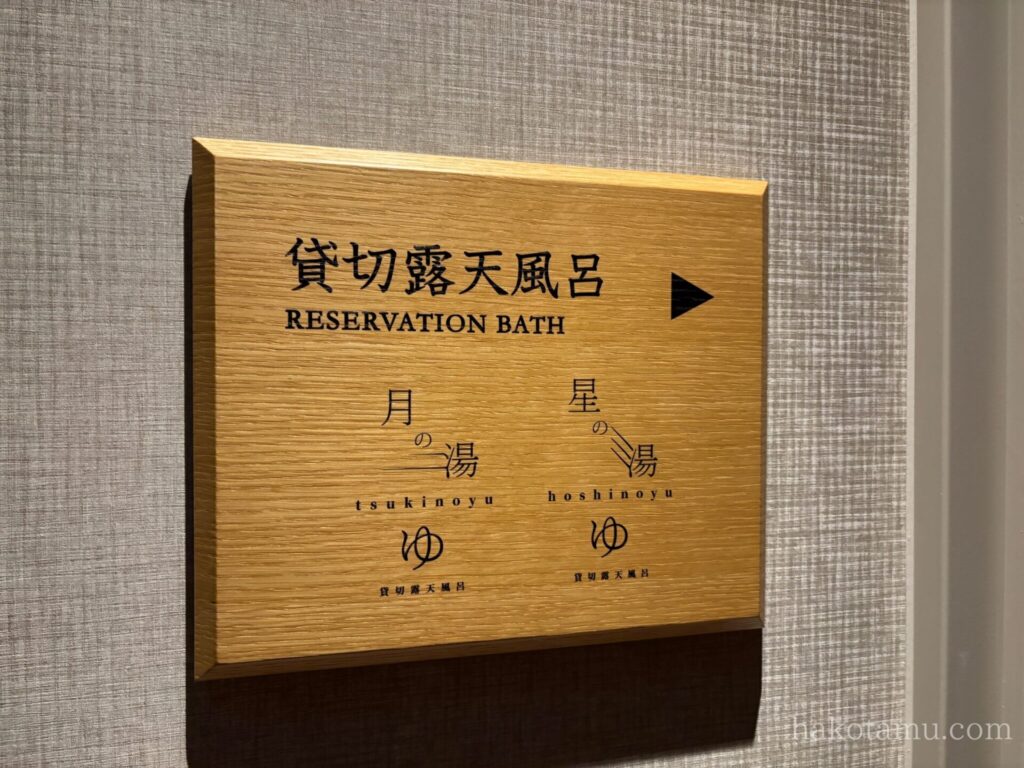 貸切露天風呂
RESERVATION BATH
▶
月の湯
tsukinoyu
ゆ
貸切露天風呂
星の湯
hoshinoyu
ゆ
貸切露天風呂
hakotamu.com